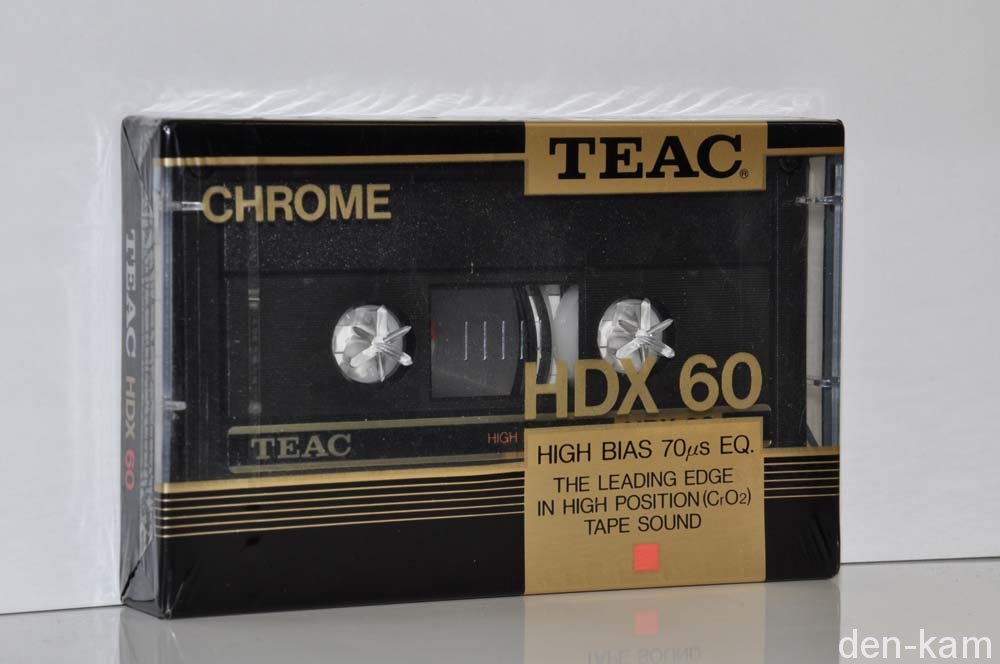 TEAC®
CHROME
TEAC HDX 60
HDX 60
TEAC
HIGH
HIGH BIAS 70μs EQ.
THE LEADING EDGE
IN HIGH POSITION (CrO2)
TAPE SOUND
den-kam